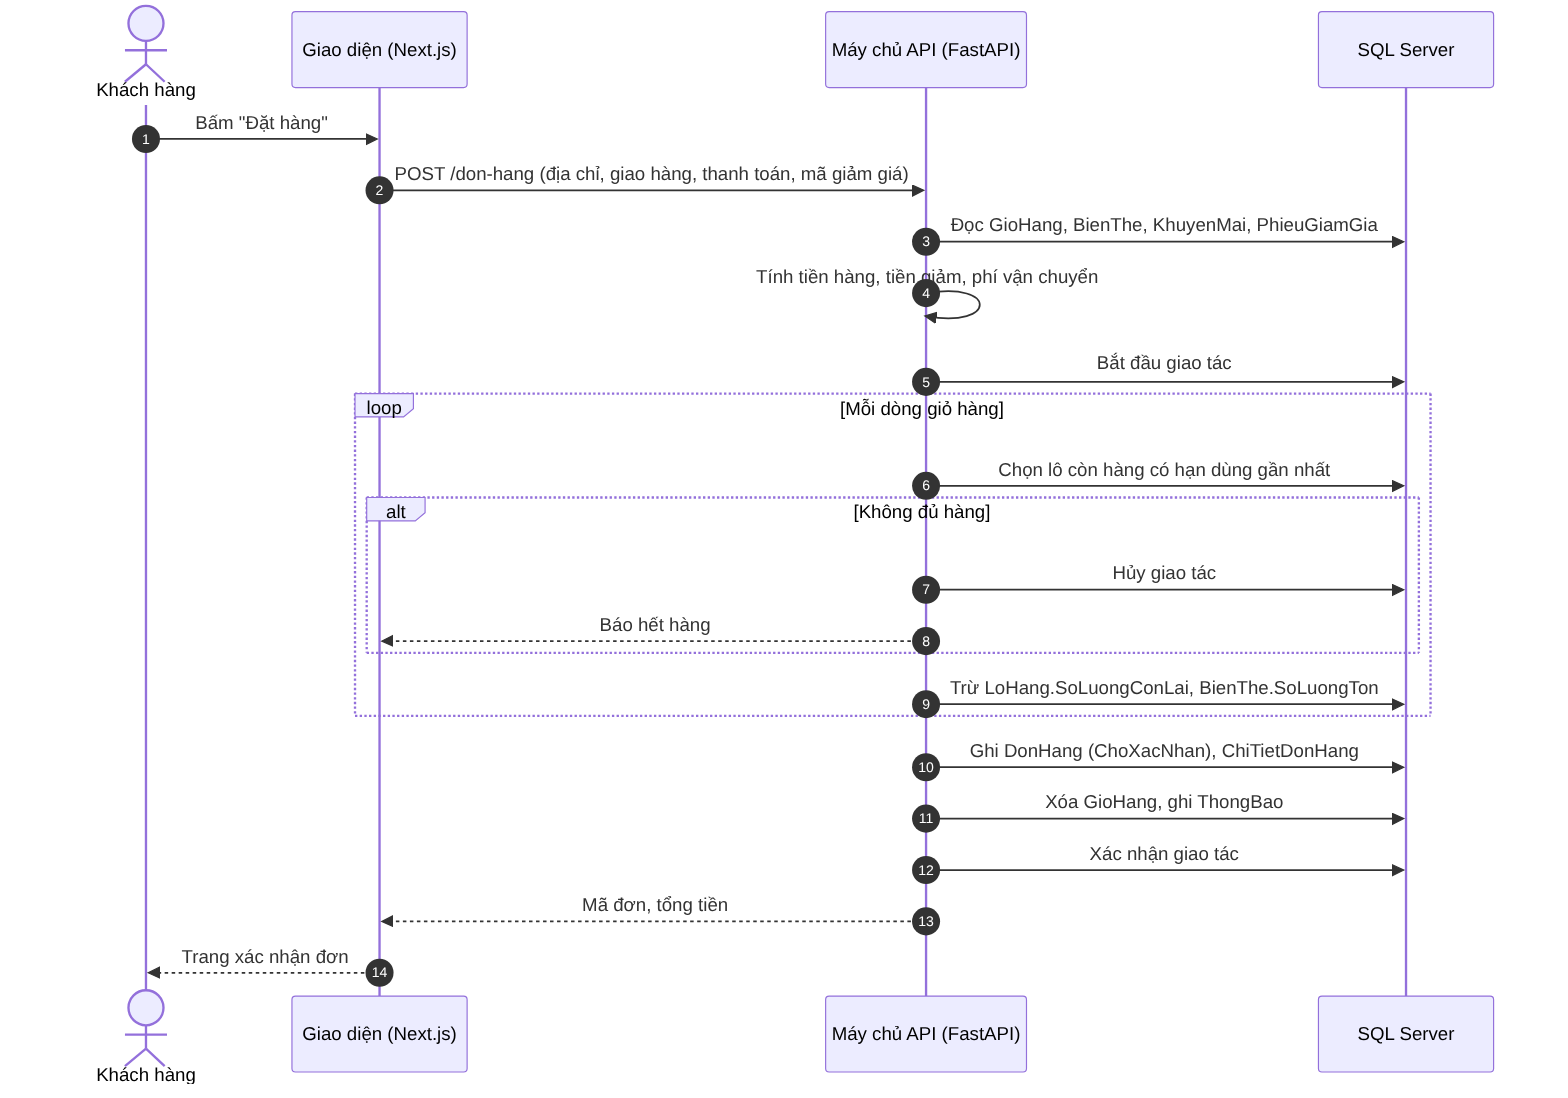 Khách hàng
Giao diện (Next.js)
Máy chủ API (FastAPI)
SQL Server
1
Bấm "Đặt hàng"
2
POST /don-hang (địa chỉ, giao hàng, thanh toán, mã giảm giá)
3
Đọc GioHang, BienThe, KhuyenMai, PhieuGiamGia
Tính tiền hàng, tiền giảm, phí vận chuyển
4
Bắt đầu giao tác
5
loop
[Mỗi dòng giỏ hàng]
Chọn lô còn hàng có hạn dùng gần nhất
6
alt
[Không đủ hàng]
Hủy giao tác
7
Báo hết hàng
8
Trừ LoHang.SoLuongConLai, BienThe.SoLuongTon
9
Ghi DonHang (ChoXacNhan), ChiTietDonHang
10
Xóa GioHang, ghi ThongBao
11
Xác nhận giao tác
12
Mã đơn, tổng tiền
13
Trang xác nhận đơn
14
Khách hàng
Giao diện (Next.js)
Máy chủ API (FastAPI)
SQL Server